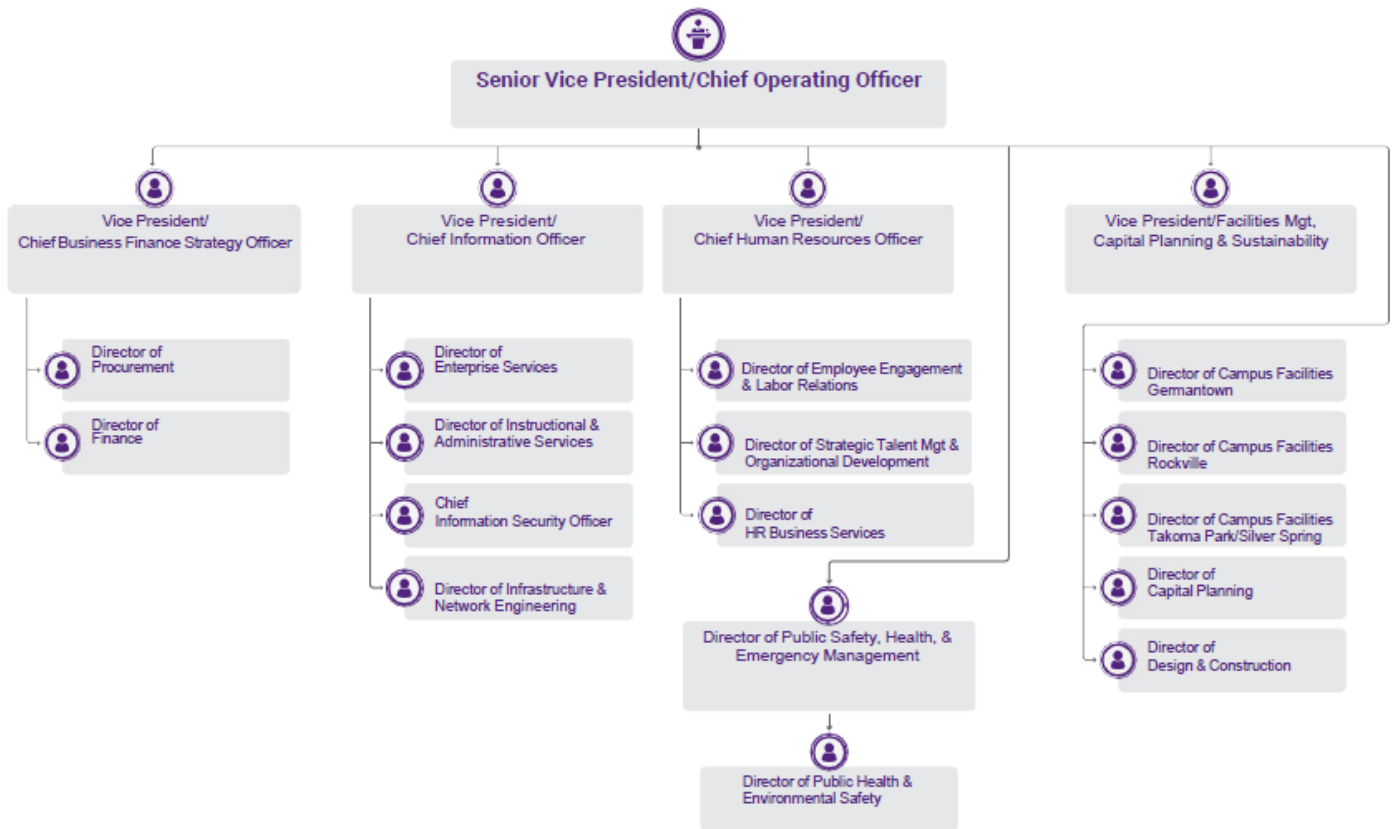 Senior Vice President/Chief Operating Officer
Vice President/
Chief Business Finance Strategy Officer
Vice President/
Chief Information Officer
Vice President/
Chief Human Resources Officer
Vice President/Facilities Mgt,
Capital Planning & Sustainability
Director of
Procurement
Director of
Finance
Director of
Enterprise Services
Director of Instructional &
Administrative Services
Chief
Information Security Officer
Director of Infrastructure &
Network Engineering
Director of Employee Engagement
& Labor Relations
Director of Strategic Talent Mgt &
Organizational Development
Director of
HR Business Services
Director of Public Safety, Health, &
Emergency Management
Director of Public Health &
Environmental Safety
Director of Campus Facilities
Germantown
Director of Campus Facilities
Rockville
Director of Campus Facilities
Takoma Park/Silver Spring
Director of
Capital Planning
Director of
Design & Construction